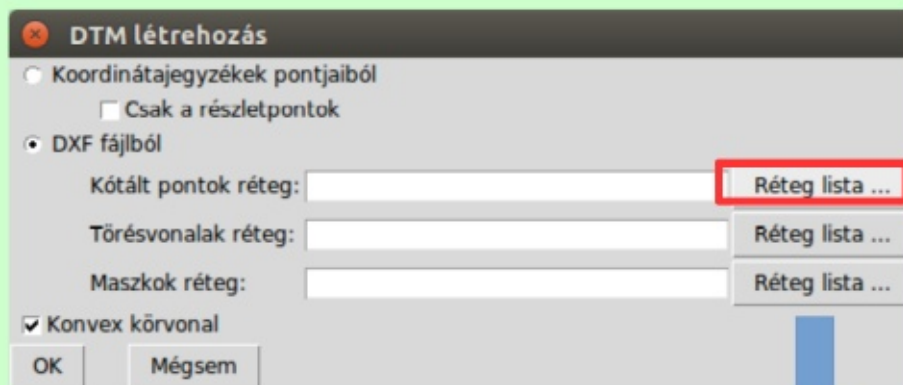 DTM létrehozás
Koordinátajegyzékek pontjaiból
Csak a részletpontok
DXF fájlból
Kótált pontok réteg: Réteg lista ...
Törésvonalak réteg: Réteg lista ...
Maszkok réteg: Réteg lista ...
Konvex körvonal
OK Mégsem